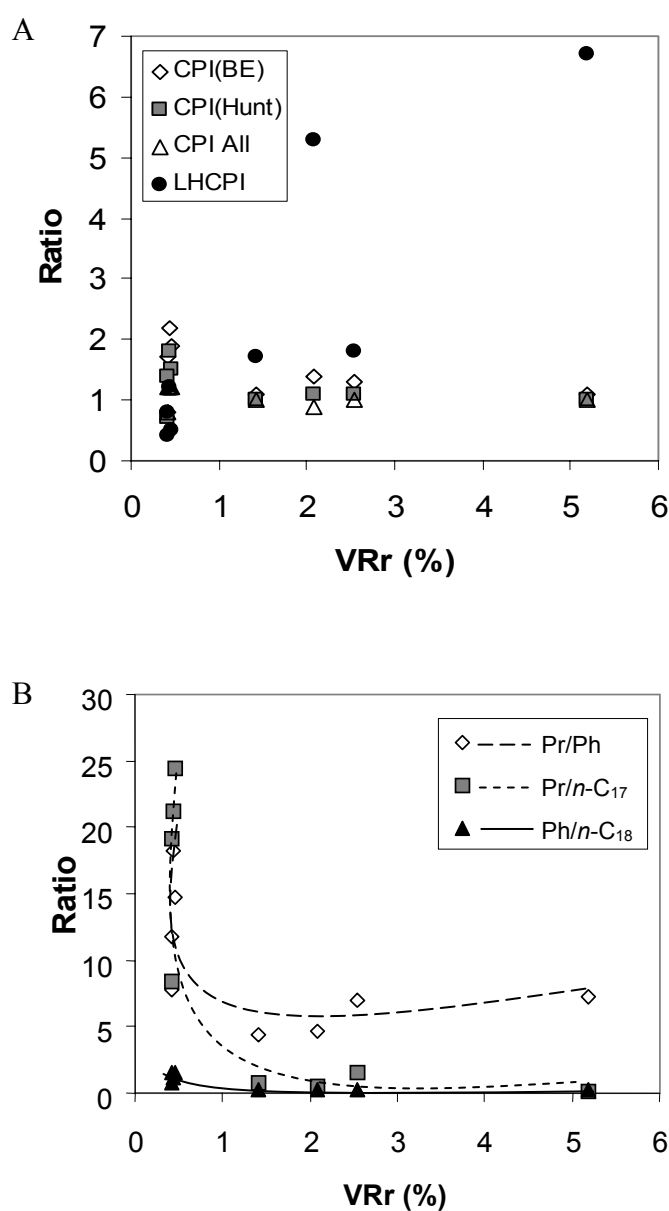 A
7
6
5
4
3
2
1
0
Ratio
CPI(BE)
CPI(Hunt)
CPI All
LHCPI
0 1 2 3 4 5 6
VRr (%)
B
30
25
20
15
10
5
0
Ratio
Pr/Ph
Pr/n-C17
Ph/n-C18
0 1 2 3 4 5 6
VRr (%)